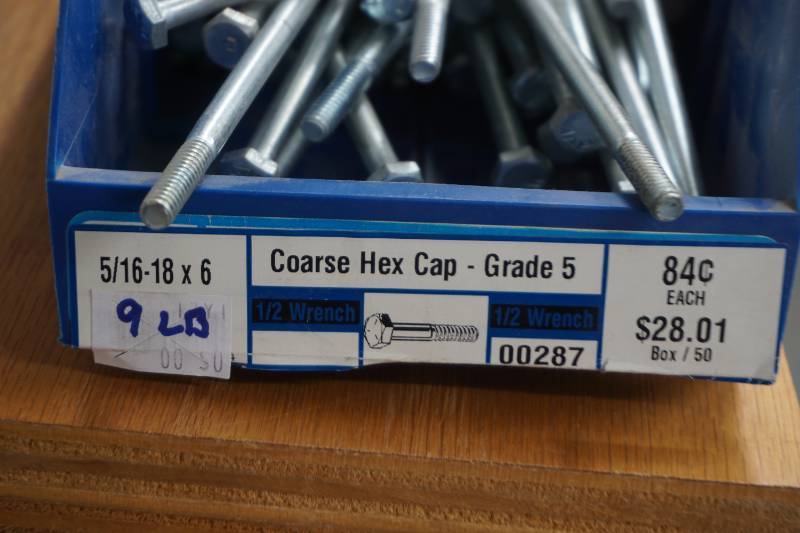 5/16-18 x 6
9 LB
Coarse Hex Cap - Grade 5
1/2 Wrench
1/2 Wrench
00287
84¢
EACH
$28.01
Box / 50